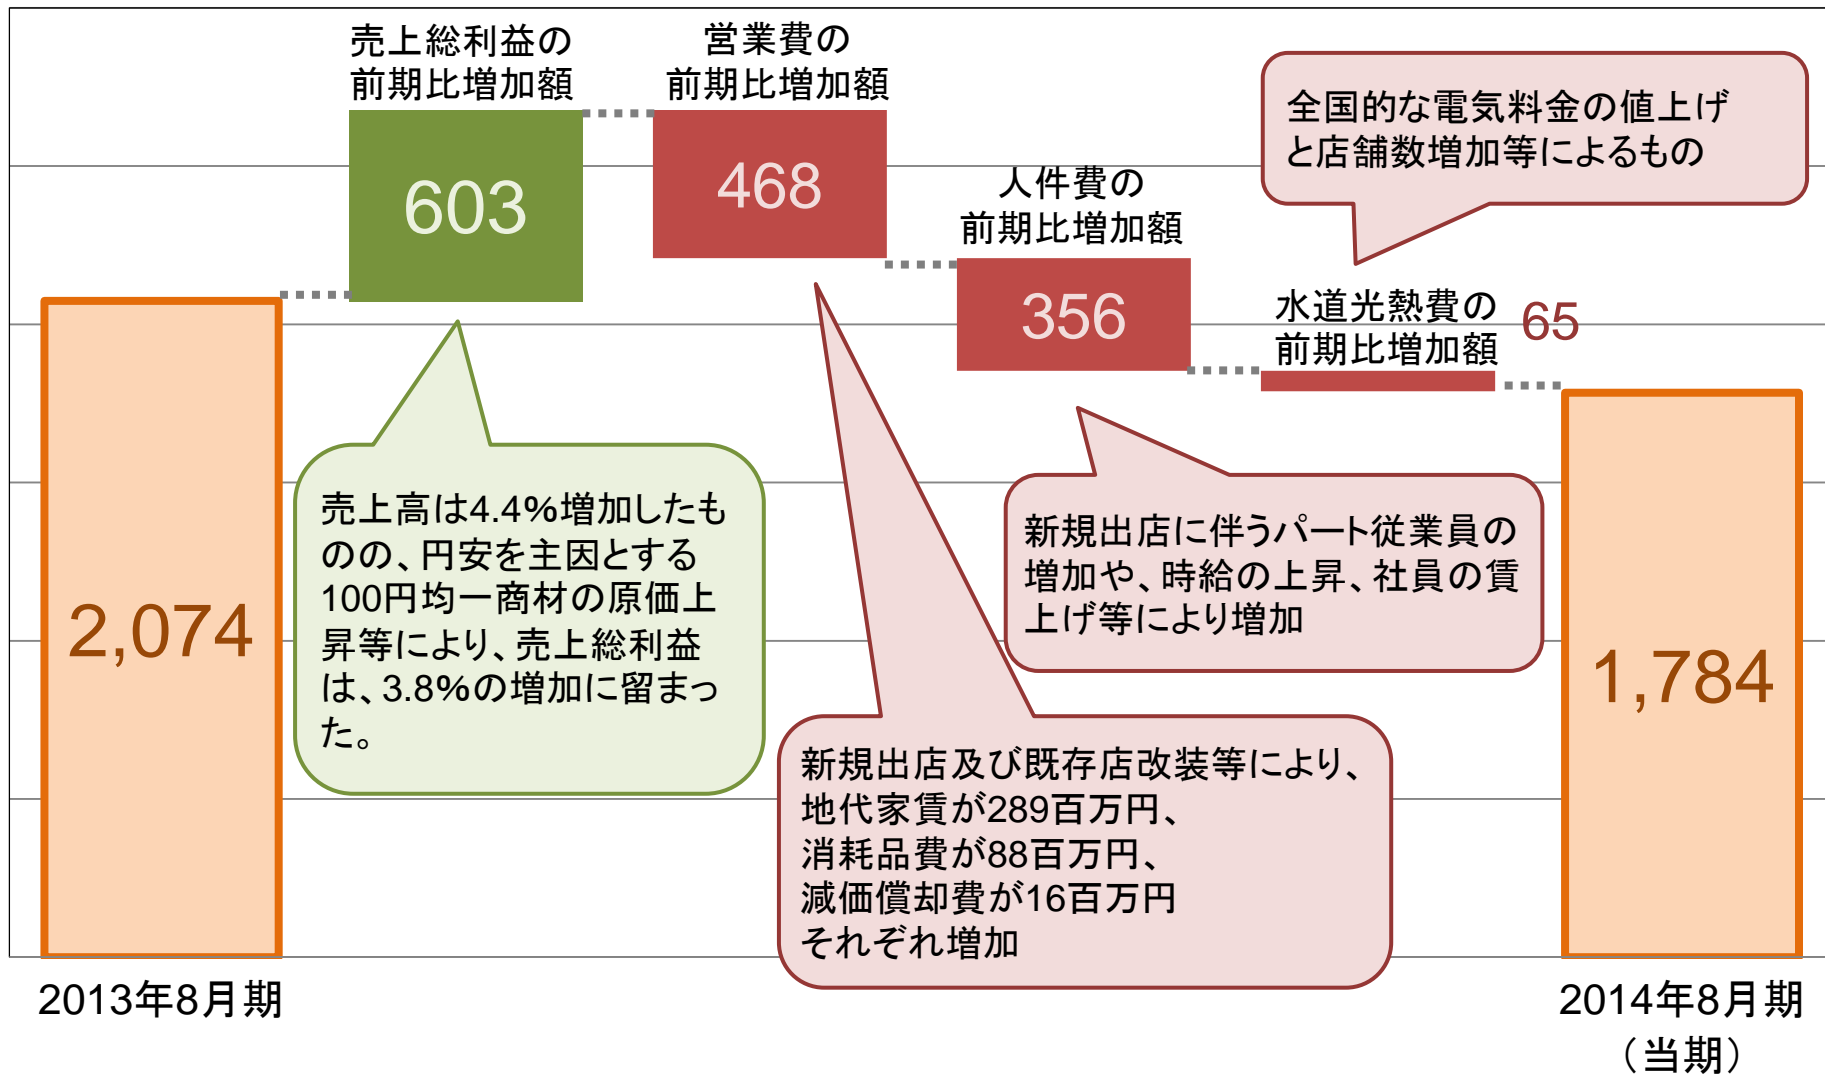 売上総利益の
前期比増加額
603
営業費の
前期比増加額
468
人件費の
前期比増加額
356
全国的な電気料金の値上げ
と店舗数増加等によるもの
水道光熱費の
前期比増加額
65
2,074
売上高は4.4%増加したも
のの、円安を主因とする
100円均一商材の原価上
昇等により、売上総利益
は、3.8%の増加に留まっ
た。
新規出店に伴うパート従業員の
増加や、時給の上昇、社員の賃
上げ等により増加
新規出店及び既存店改装等により、
地代家賃が289百万円、
消耗品費が88百万円、
減価償却費が16百万円
それぞれ増加
1,784
2013年8月期
2014年8月期
（当期）